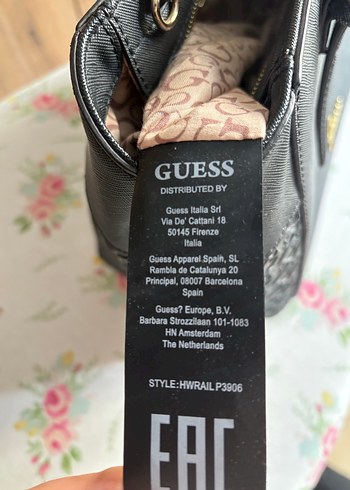 GUESS
DISTRIBUTED BY
Guess Italia Srl
Via De' Cattani 18
50145 Firenze
Italia
Guess Apparel Spain, SL
Rambla de Catalunya 20
Principal, 08007 Barcelona
Spain
Guess? Europe, B.V.
Barbara Strozzilaan 101-1083
HN Amsterdam
The Netherlands
STYLE:HWRAIL P3906
EAC